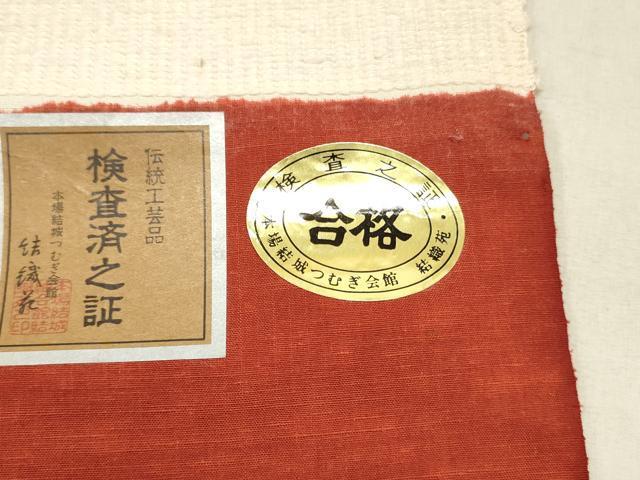 伝統工芸品
検査済之証
本場結城つむぎ会館
結織苑
検査之証
合格
本場結城つむぎ会館 結織苑・